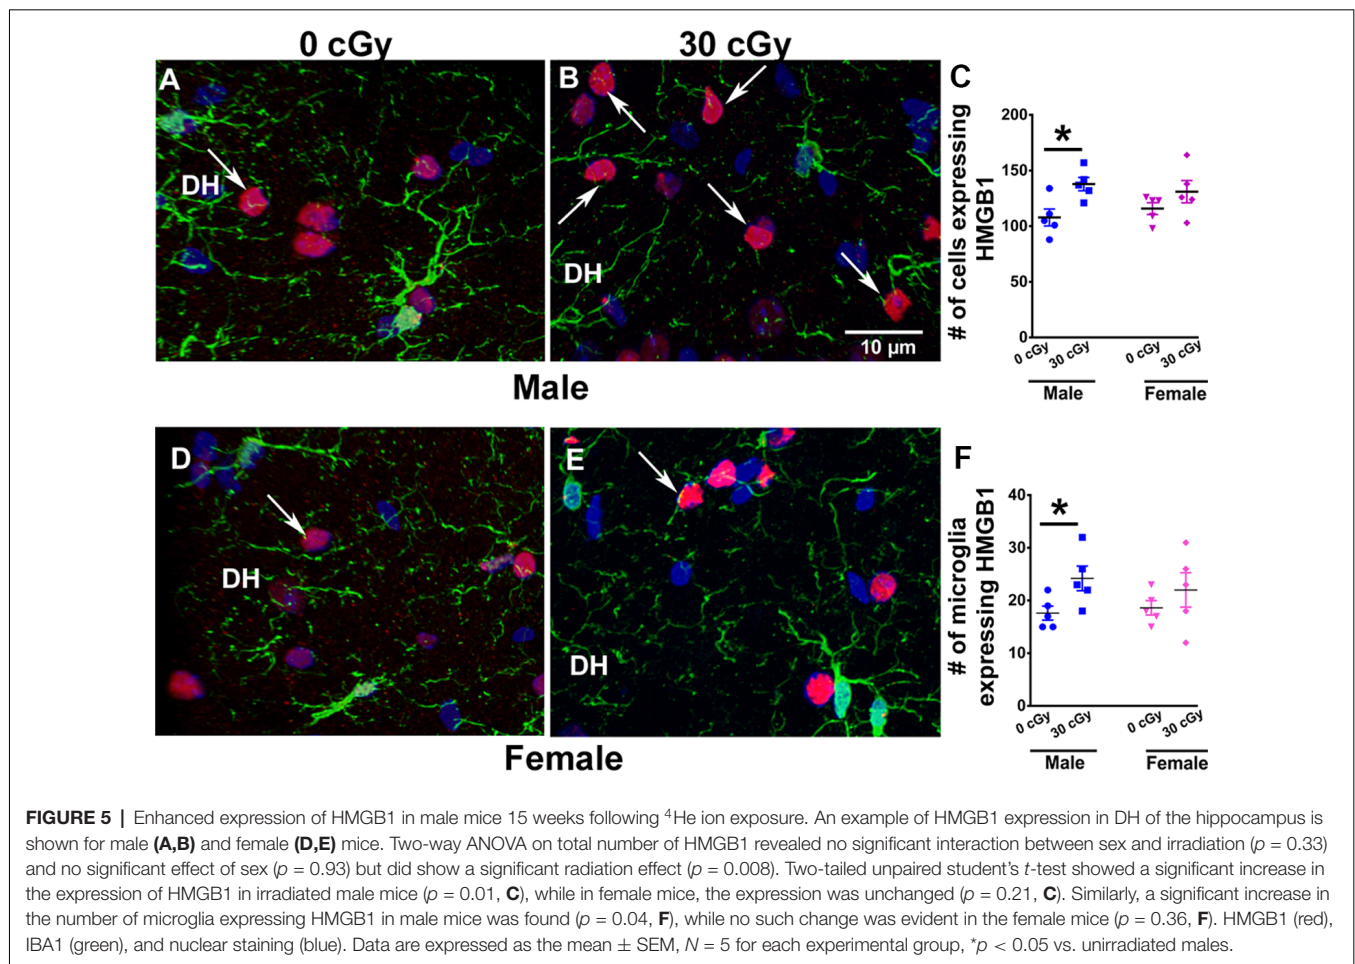 0 cGy
30 cGy
A
DH
B
DH
10 µm
Male
C
# of cells expressing
HMGB1
200
150
100
50
0
*
0 cGy
30 cGy
0 cGy
30 cGy
Male
Female
D
DH
E
DH
Female
F
# of microglia
expressing HMGB1
40
30
20
10
0
*
0 cGy
30 cGy
0 cGy
30 cGy
Male
Female
FIGURE 5 | Enhanced expression of HMGB1 in male mice 15 weeks following ⁴He ion exposure. An example of HMGB1 expression in DH of the hippocampus is
shown for male (A,B) and female (D,E) mice. Two-way ANOVA on total number of HMGB1 revealed no significant interaction between sex and irradiation (p = 0.33)
and no significant effect of sex (p = 0.93) but did show a significant radiation effect (p = 0.008). Two-tailed unpaired student's t-test showed a significant increase in
the expression of HMGB1 in irradiated male mice (p = 0.01, C), while in female mice, the expression was unchanged (p = 0.21, C). Similarly, a significant increase in
the number of microglia expressing HMGB1 in male mice was found (p = 0.04, F), while no such change was evident in the female mice (p = 0.36, F). HMGB1 (red),
IBA1 (green), and nuclear staining (blue). Data are expressed as the mean ± SEM, N = 5 for each experimental group, *p < 0.05 vs. unirradiated males.